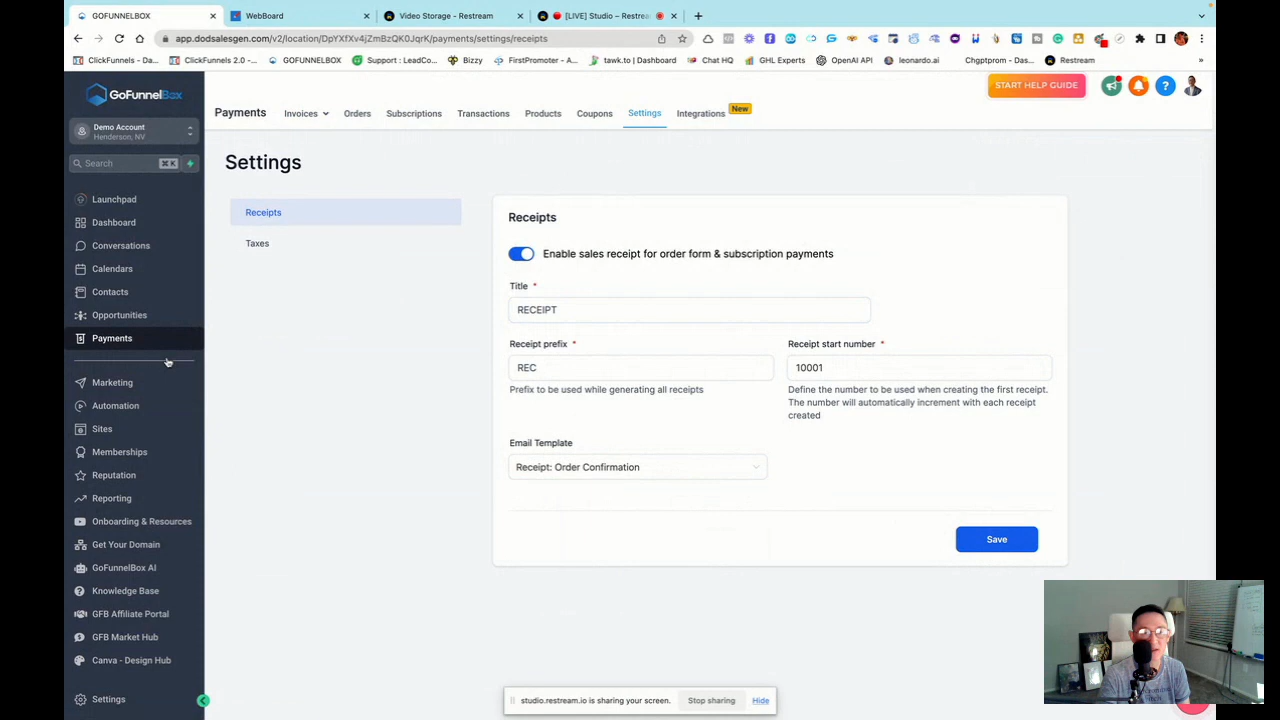 GOFUNNELBOX
WebBoard
Video Storage - Restream
[LIVE] Studio – Restrea
app.dodsalesgen.com/v2/location/DpYXfXv4jZmBzQK0JqrK/payments/settings/receipts
ClickFunnels - Da...
ClickFunnels 2.0 -...
GOFUNNELBOX
Support : LeadCo...
Bizzy
FirstPromoter - A...
tawk.to | Dashboard
Chat HQ
GHL Experts
OpenAI API
leonardo.ai
Chgptprom - Das...
Restream
»
GoFunnelBox
START HELP GUIDE
Demo Account
Henderson, NV
Search
⌘ K
Payments
Invoices
Orders
Subscriptions
Transactions
Products
Coupons
Settings
Integrations
New
Launchpad
Dashboard
Conversations
Calendars
Contacts
Opportunities
Payments
Marketing
Automation
Sites
Memberships
Reputation
Reporting
Onboarding & Resources
Get Your Domain
GoFunnelBox AI
Knowledge Base
GFB Affiliate Portal
GFB Market Hub
Canva - Design Hub
Settings
Settings
Receipts
Taxes
Receipts
Enable sales receipt for order form & subscription payments
Title *
RECEIPT
Receipt prefix *
REC
Prefix to be used while generating all receipts
Receipt start number *
10001
Define the number to be used when creating the first receipt.
The number will automatically increment with each receipt
created
Email Template
Receipt: Order Confirmation
Save
studio.restream.io is sharing your screen.
Stop sharing
Hide